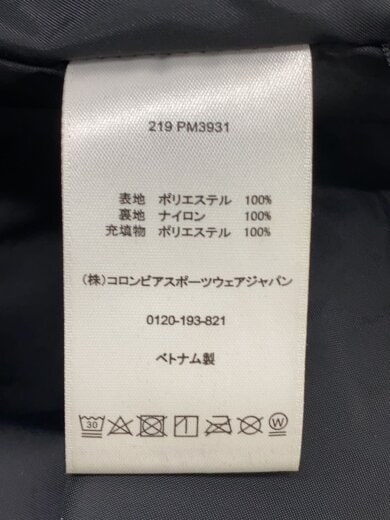 219 PM3931
表地 ポリエステル 100%
裏地 ナイロン 100%
充填物 ポリエステル 100%
(株)コロンビアスポーツウェアジャパン
0120-193-821
ベトナム製
30 W